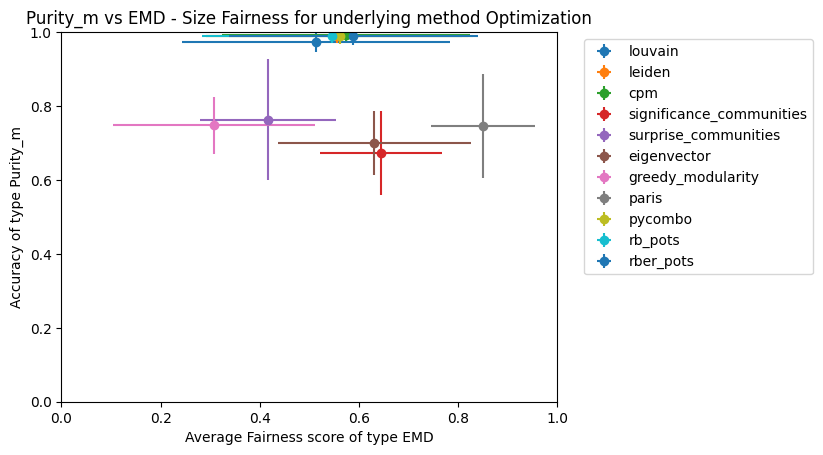 Purity_m vs EMD - Size Fairness for underlying method Optimization
Accuracy of type Purity_m
1.0
0.8
0.6
0.4
0.2
0.0
0.0 0.2 0.4 0.6 0.8 1.0
Average Fairness score of type EMD
louvain
leiden
cpm
significance_communities
surprise_communities
eigenvector
greedy_modularity
paris
pycombo
rb_pots
rber_pots